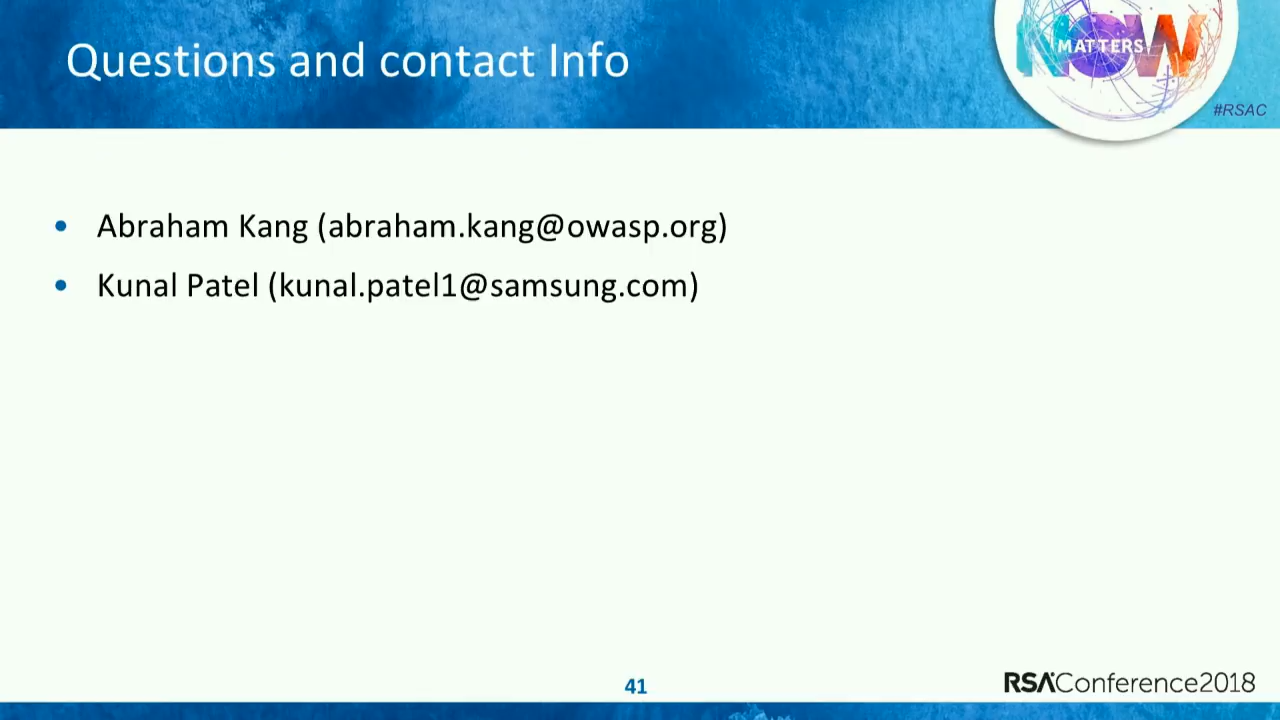 Questions and contact Info
NOW
MATTERS
#RSAC
• Abraham Kang (abraham.kang@owasp.org)
• Kunal Patel (kunal.patel1@samsung.com)
41
RSAConference2018